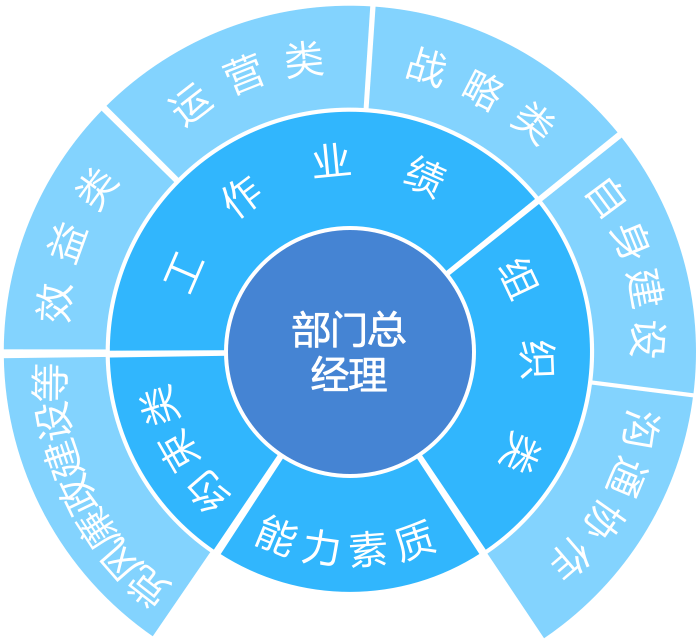 部门总
经理
工作业绩
组织类
能力素质
约束类
效益类
运营类
战略类
自身建设
沟通协作
党风廉政建设等